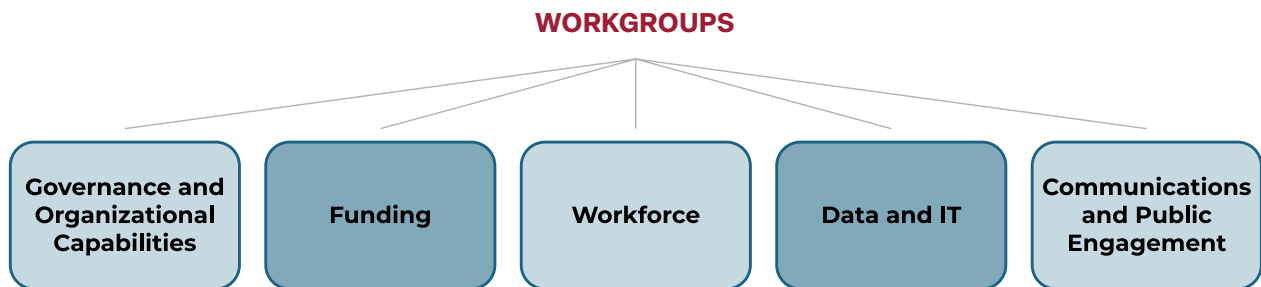 WORKGROUPS
Governance and
Organizational
Capabilities
Funding
Workforce
Data and IT
Communications
and Public
Engagement